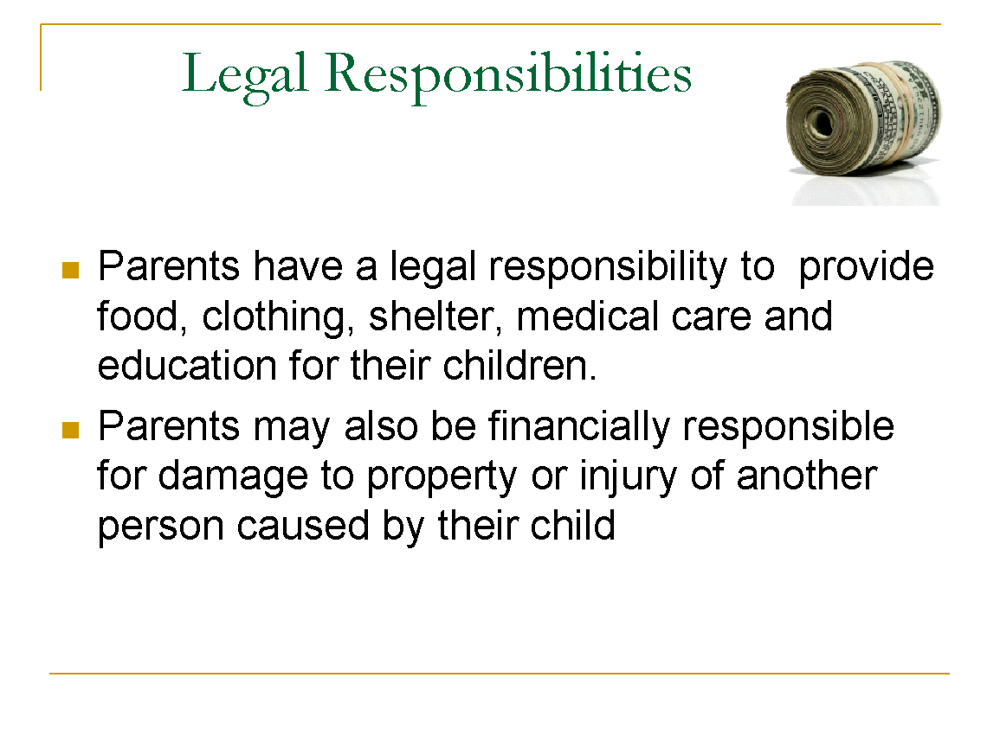 Legal Responsibilities
Parents have a legal responsibility to  provide
food, clothing, shelter, medical care and
education for their children.
Parents may also be financially responsible
for damage to property or injury of another
person caused by their child